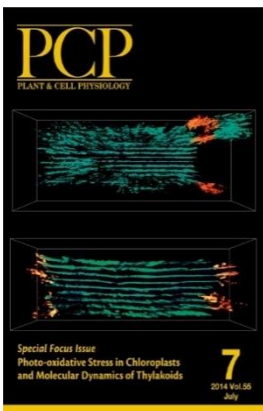 PCP
PLANT & CELL PHYSIOLOGY
Special Focus Issue
Photo-oxidative Stress in Chloroplasts
and Molecular Dynamics of Thylakoids
7
2014 Vol.55
July